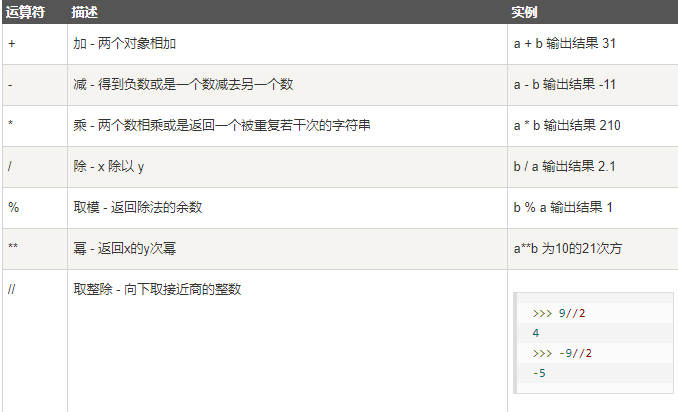 运算符 描述 实例
+ 加 - 两个对象相加 a + b 输出结果 31
- 减 - 得到负数或是一个数减去另一个数 a - b 输出结果 -11
* 乘 - 两个数相乘或是返回一个被重复若干次的字符串 a * b 输出结果 210
/ 除 - x 除以 y b / a 输出结果 2.1
% 取模 - 返回除法的余数 b % a 输出结果 1
** 幂 - 返回x的y次幂 a**b 为10的21次方
// 取整除 - 向下取接近商的整数
>>> 9//2
4
>>> -9//2
-5